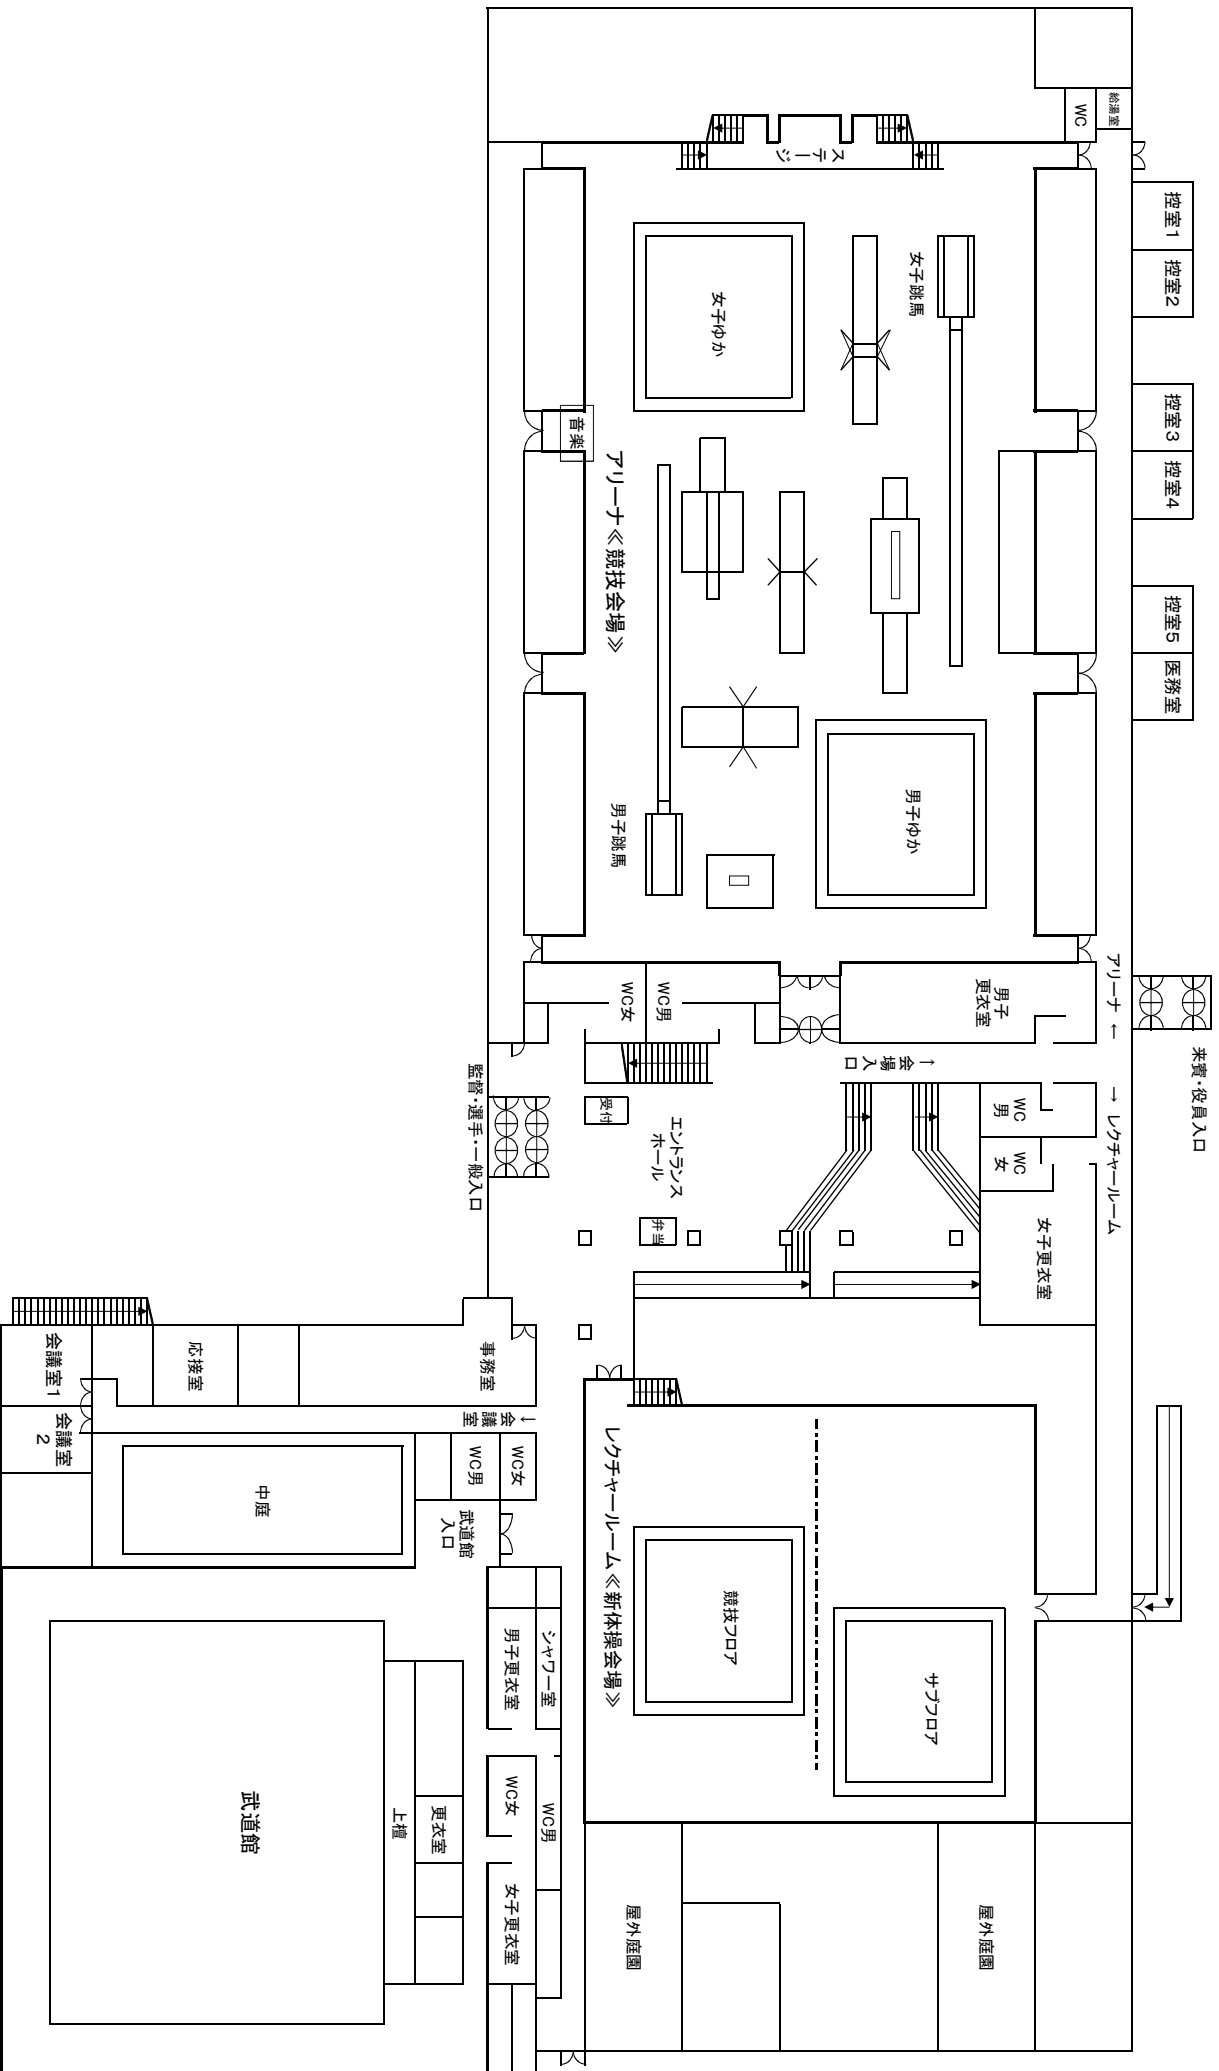 給湯室
WC
ステージ
控室1
控室2
控室3
控室4
控室5
医務室
女子跳馬
女子ゆか
音楽
アリーナ≪競技会場≫
男子ゆか
男子跳馬
アリーナ ←
→ レクチャールーム
来賓・役員入口
男子
更衣室
WC男
WC女
↑会場入口
監督・選手・一般入口
受付
エントランス
ホール
弁当
WC
男
WC
女
女子更衣室
事務室
応接室
会議室1
会議室
2
↓会議室
WC女
WC男
中庭
武道館
入口
レクチャールーム≪新体操会場≫
競技フロア
サブフロア
シャワー室
男子更衣室
WC女
WC男
女子更衣室
更衣室
上檀
武道館
屋外庭園
屋外庭園